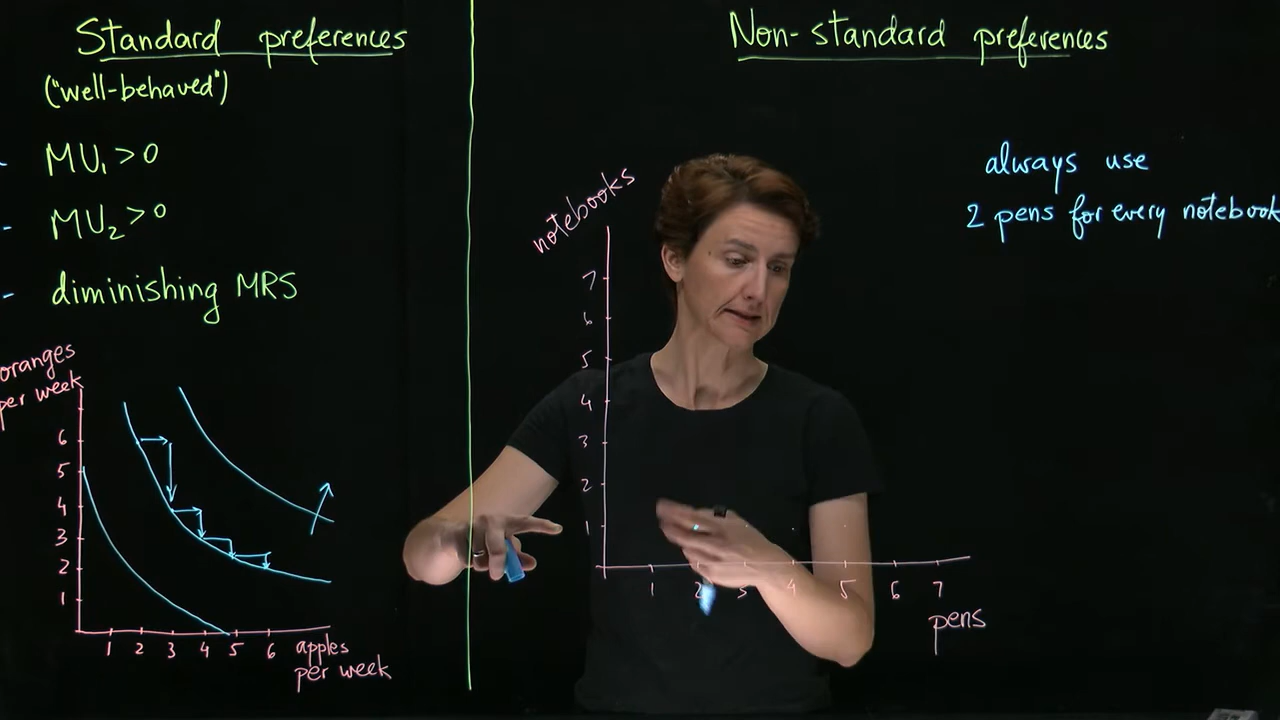 Standard preferences
("well-behaved")
- MU₁ > 0
- MU₂ > 0
- diminishing MRS
oranges
per week
6
5
4
3
2
1
1 2 3 4 5 6 apples
per week
Non-standard preferences
always use
2 pens for every notebook
notebooks
7
6
5
4
3
2
1
1 2 3 4 5 6 7
pens